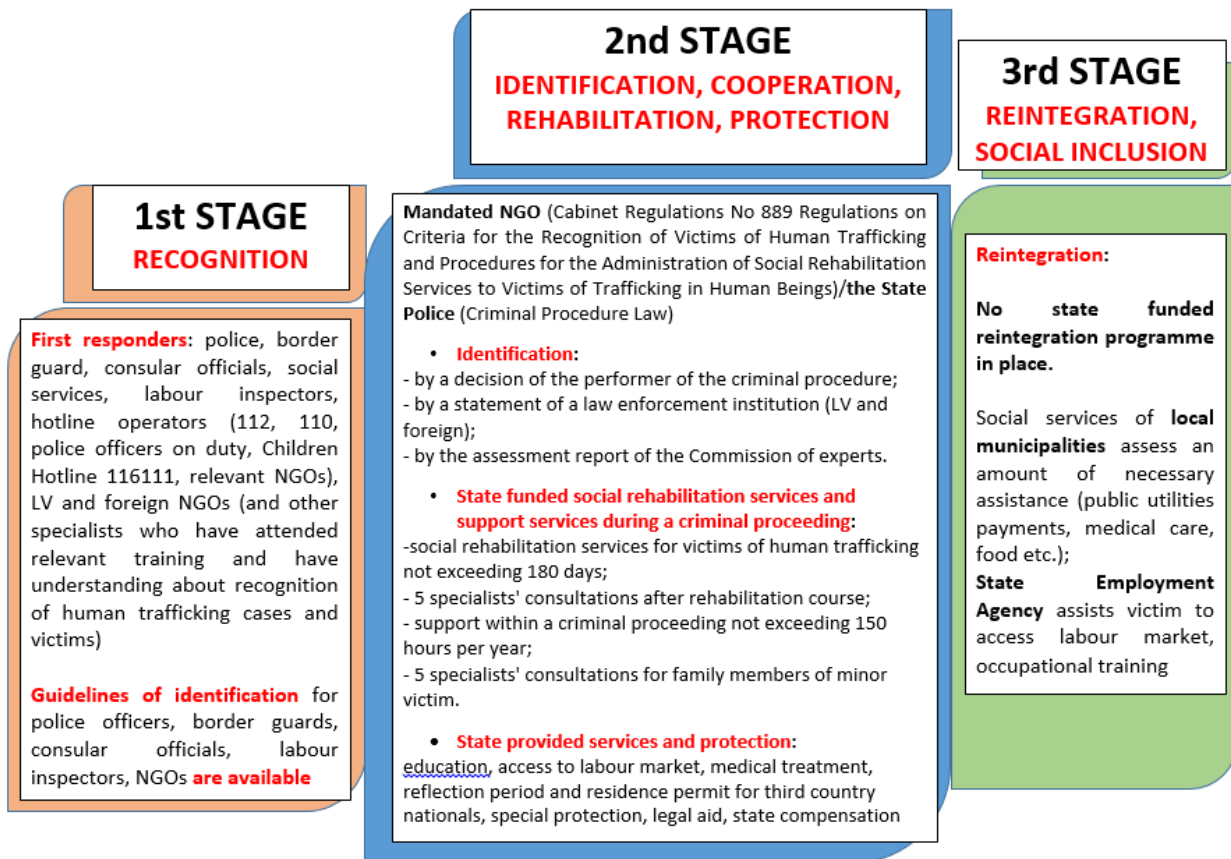 1st STAGE
RECOGNITION
First responders: police, border
guard, consular officials, social
services, labour inspectors,
hotline operators (112, 110,
police officers on duty, Children
Hotline 116111, relevant NGOs),
LV and foreign NGOs (and other
specialists who have attended
relevant training and have
understanding about recognition
of human trafficking cases and
victims)
Guidelines of identification for
police officers, border guards,
consular officials, labour
inspectors, NGOs are available
2nd STAGE
IDENTIFICATION, COOPERATION,
REHABILITATION, PROTECTION
Mandated NGO (Cabinet Regulations No 889 Regulations on
Criteria for the Recognition of Victims of Human Trafficking
and Procedures for the Administration of Social Rehabilitation
Services to Victims of Trafficking in Human Beings)/the State
Police (Criminal Procedure Law)
• Identification:
- by a decision of the performer of the criminal procedure;
- by a statement of a law enforcement institution (LV and
foreign);
- by the assessment report of the Commission of experts.
• State funded social rehabilitation services and
support services during a criminal proceeding:
-social rehabilitation services for victims of human trafficking
not exceeding 180 days;
- 5 specialists' consultations after rehabilitation course;
- support within a criminal proceeding not exceeding 150
hours per year;
- 5 specialists' consultations for family members of minor
victim.
• State provided services and protection:
education, access to labour market, medical treatment,
reflection period and residence permit for third country
nationals, special protection, legal aid, state compensation
3rd STAGE
REINTEGRATION,
SOCIAL INCLUSION
Reintegration:
No state funded
reintegration programme
in place.
Social services of local
municipalities assess an
amount of necessary
assistance (public utilities
payments, medical care,
food etc.);
State Employment
Agency assists victim to
access labour market,
occupational training